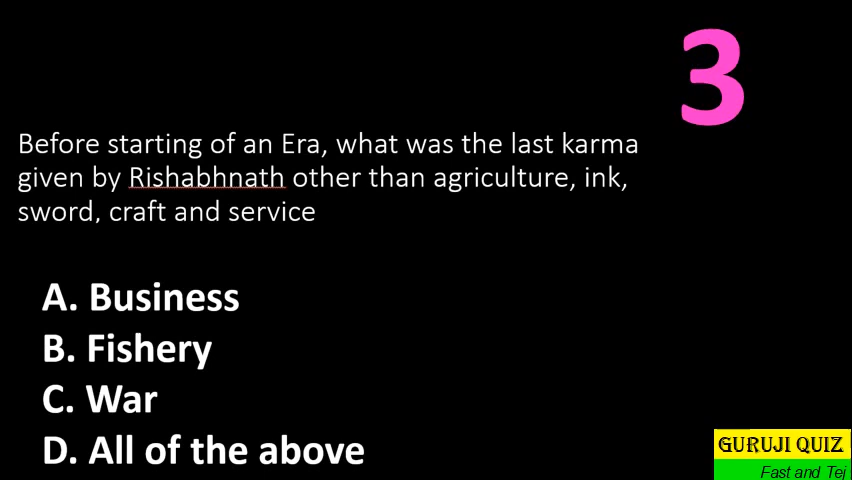 3
Before starting of an Era, what was the last karma
given by Rishabhnath other than agriculture, ink,
sword, craft and service
A. Business
B. Fishery
C. War
D. All of the above
GURUJI QUIZ
Fast and Tej